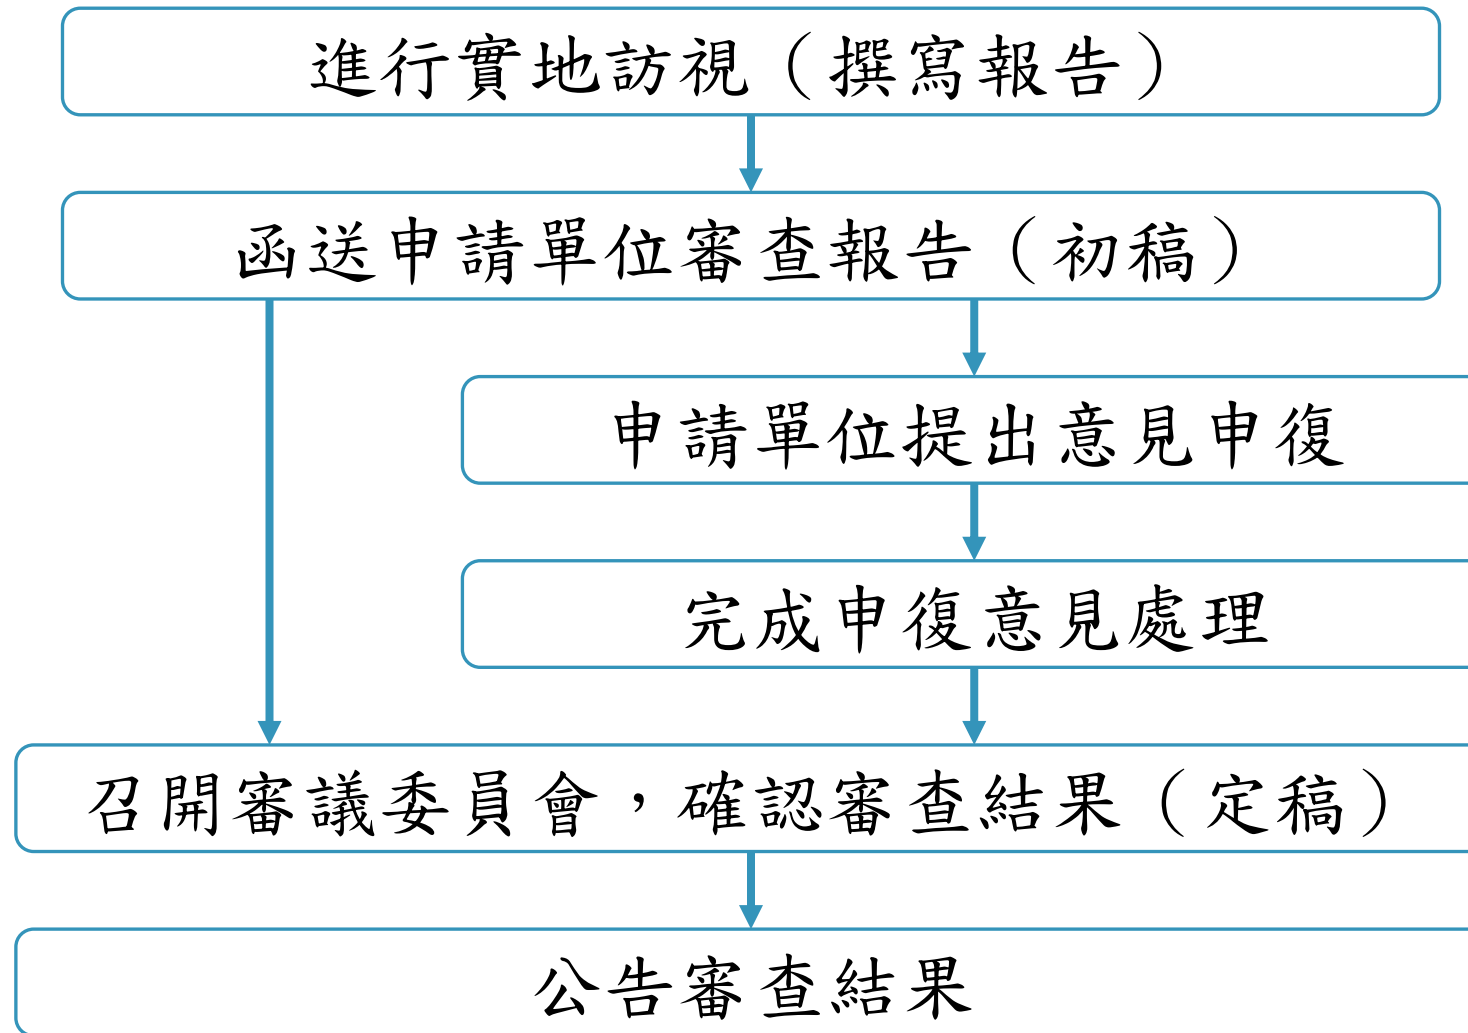 進行實地訪視（撰寫報告）
函送申請單位審查報告（初稿）
申請單位提出意見申復
完成申復意見處理
召開審議委員會，確認審查結果（定稿）
公告審查結果